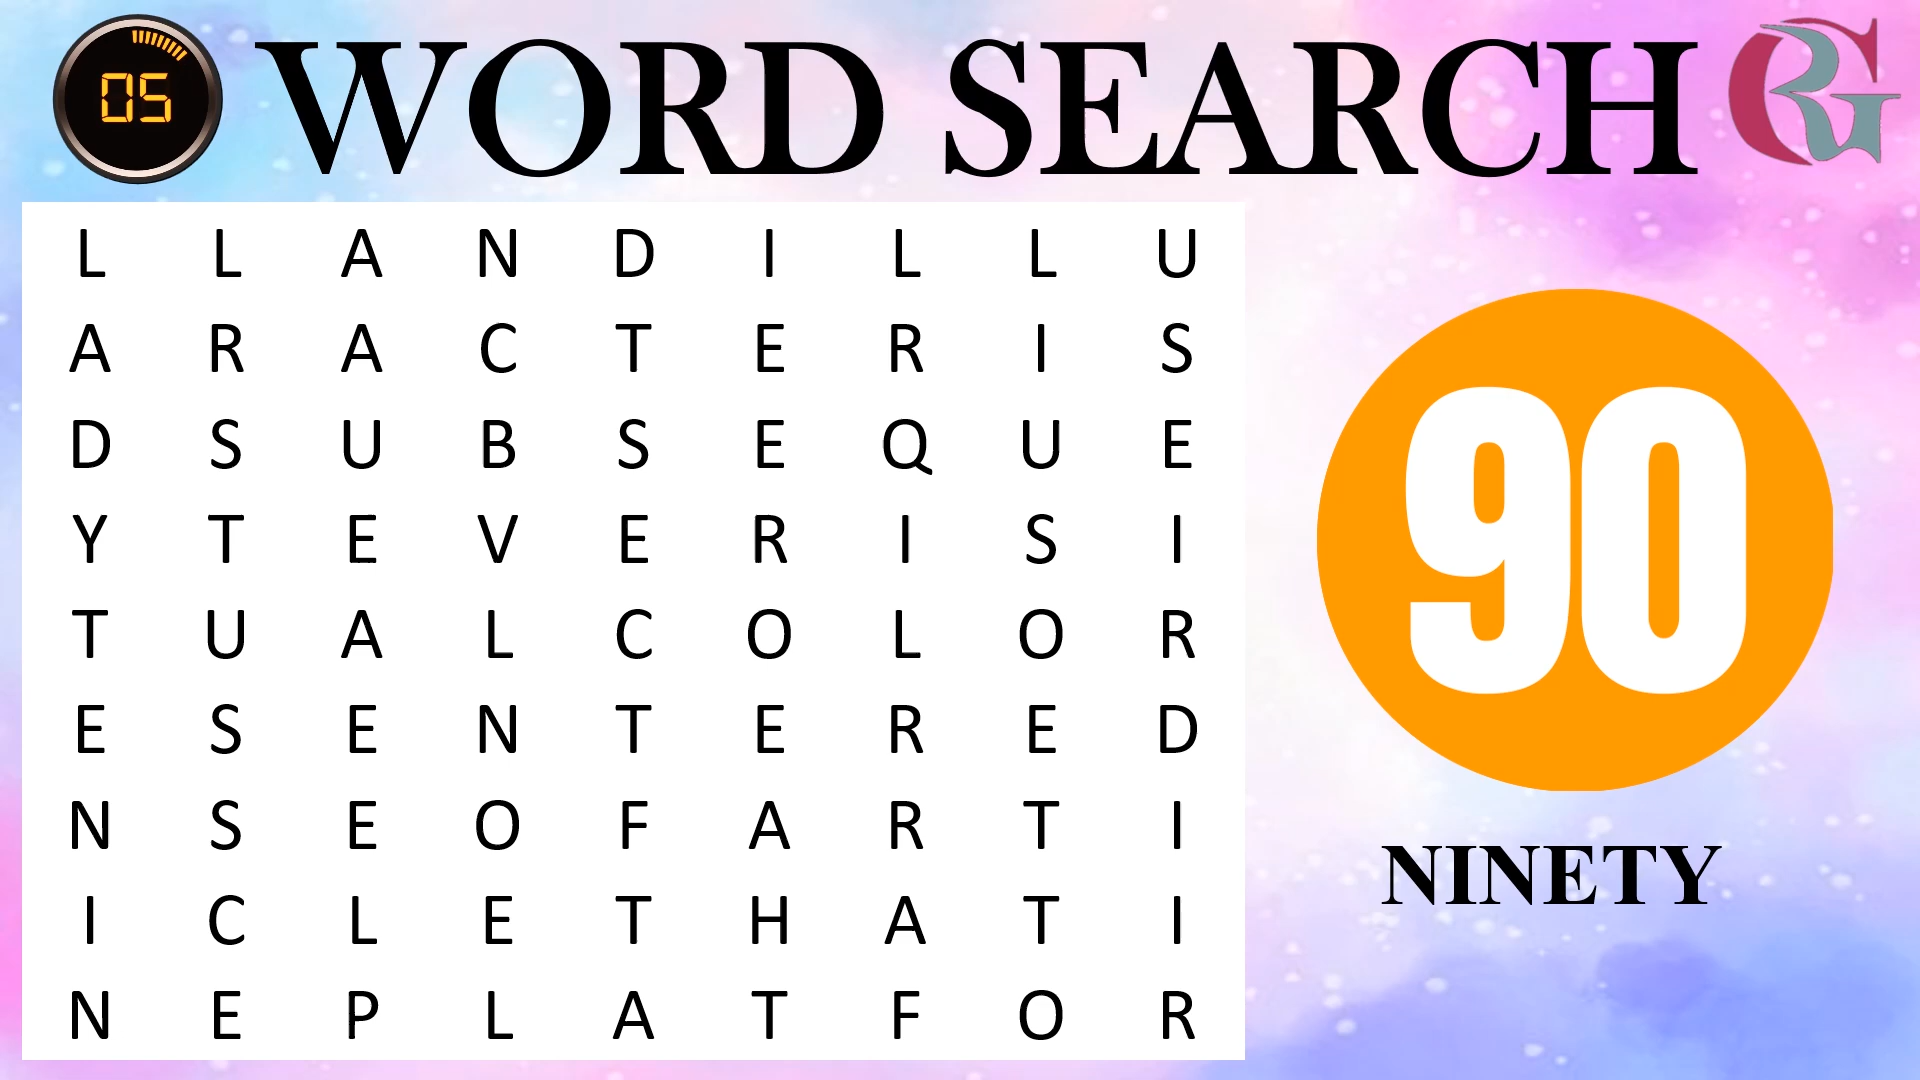 05
WORD SEARCH
L L A N D I L L U
A R A C T E R I S
D S U B S E Q U E
Y T E V E R I S I
T U A L C O L O R
E S E N T E R E D
N S E O F A R T I
I C L E T H A T I
N E P L A T F O R
90
NINETY